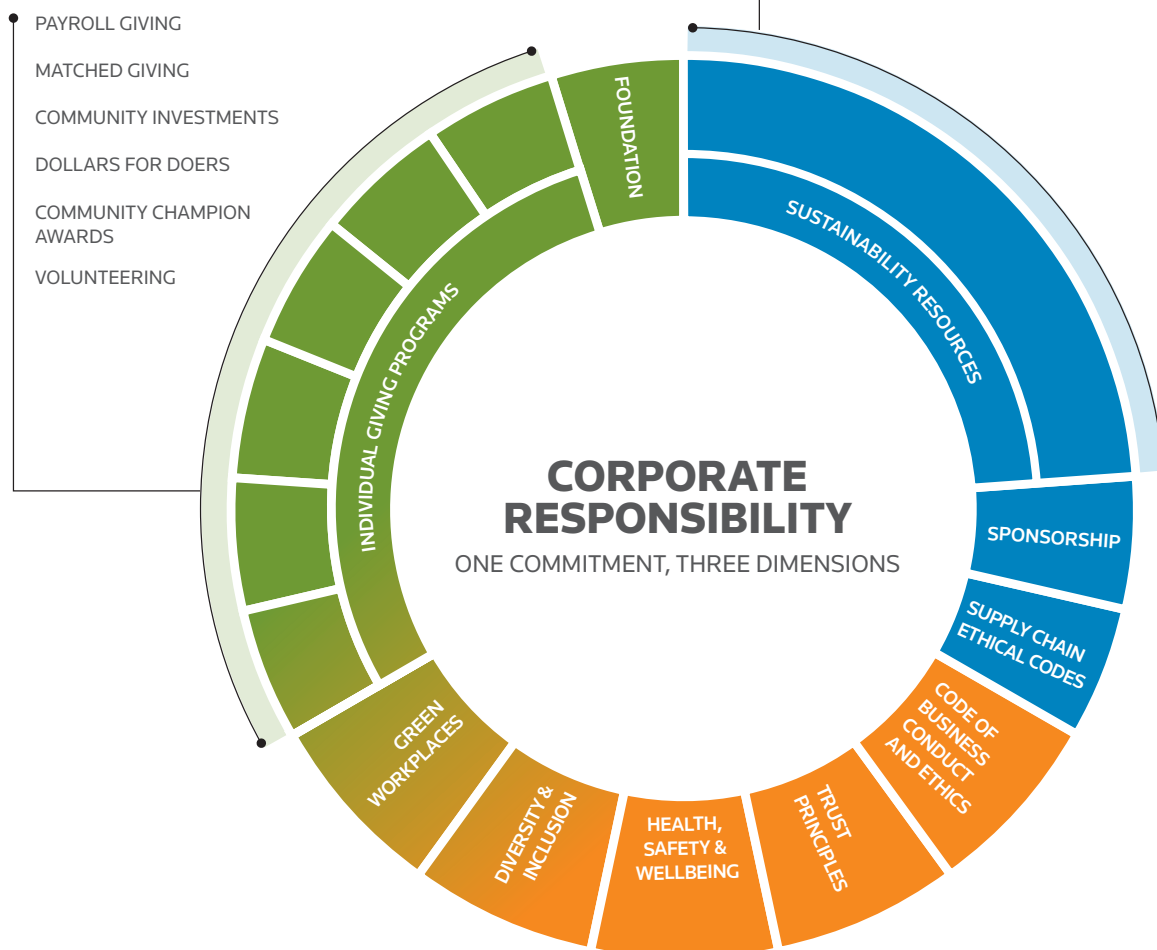 PAYROLL GIVING
MATCHED GIVING
COMMUNITY INVESTMENTS
DOLLARS FOR DOERS
COMMUNITY CHAMPION
AWARDS
VOLUNTEERING
FOUNDATION
SUSTAINABILITY RESOURCES
INDIVIDUAL GIVING PROGRAMS
CORPORATE
RESPONSIBILITY
ONE COMMITMENT, THREE DIMENSIONS
SPONSORSHIP
SUPPLY CHAIN
ETHICAL CODES
CODE OF
BUSINESS
CONDUCT
AND ETHICS
TRUST
PRINCIPLES
HEALTH,
SAFETY &
WELLBEING
DIVERSITY &
INCLUSION
GREEN
WORKPLACES